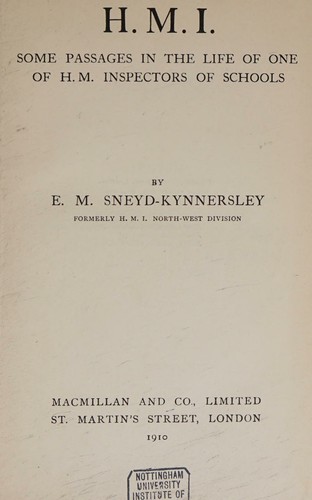 H. M. I.
SOME PASSAGES IN THE LIFE OF ONE
OF H. M. INSPECTORS OF SCHOOLS
BY
E. M. SNEYD-KYNNERSLEY
FORMERLY H. M. I. NORTH-WEST DIVISION
MACMILLAN AND CO., LIMITED
ST. MARTIN'S STREET, LONDON
1910
NOTTINGHAM
UNIVERSITY
INSTITUTE OF